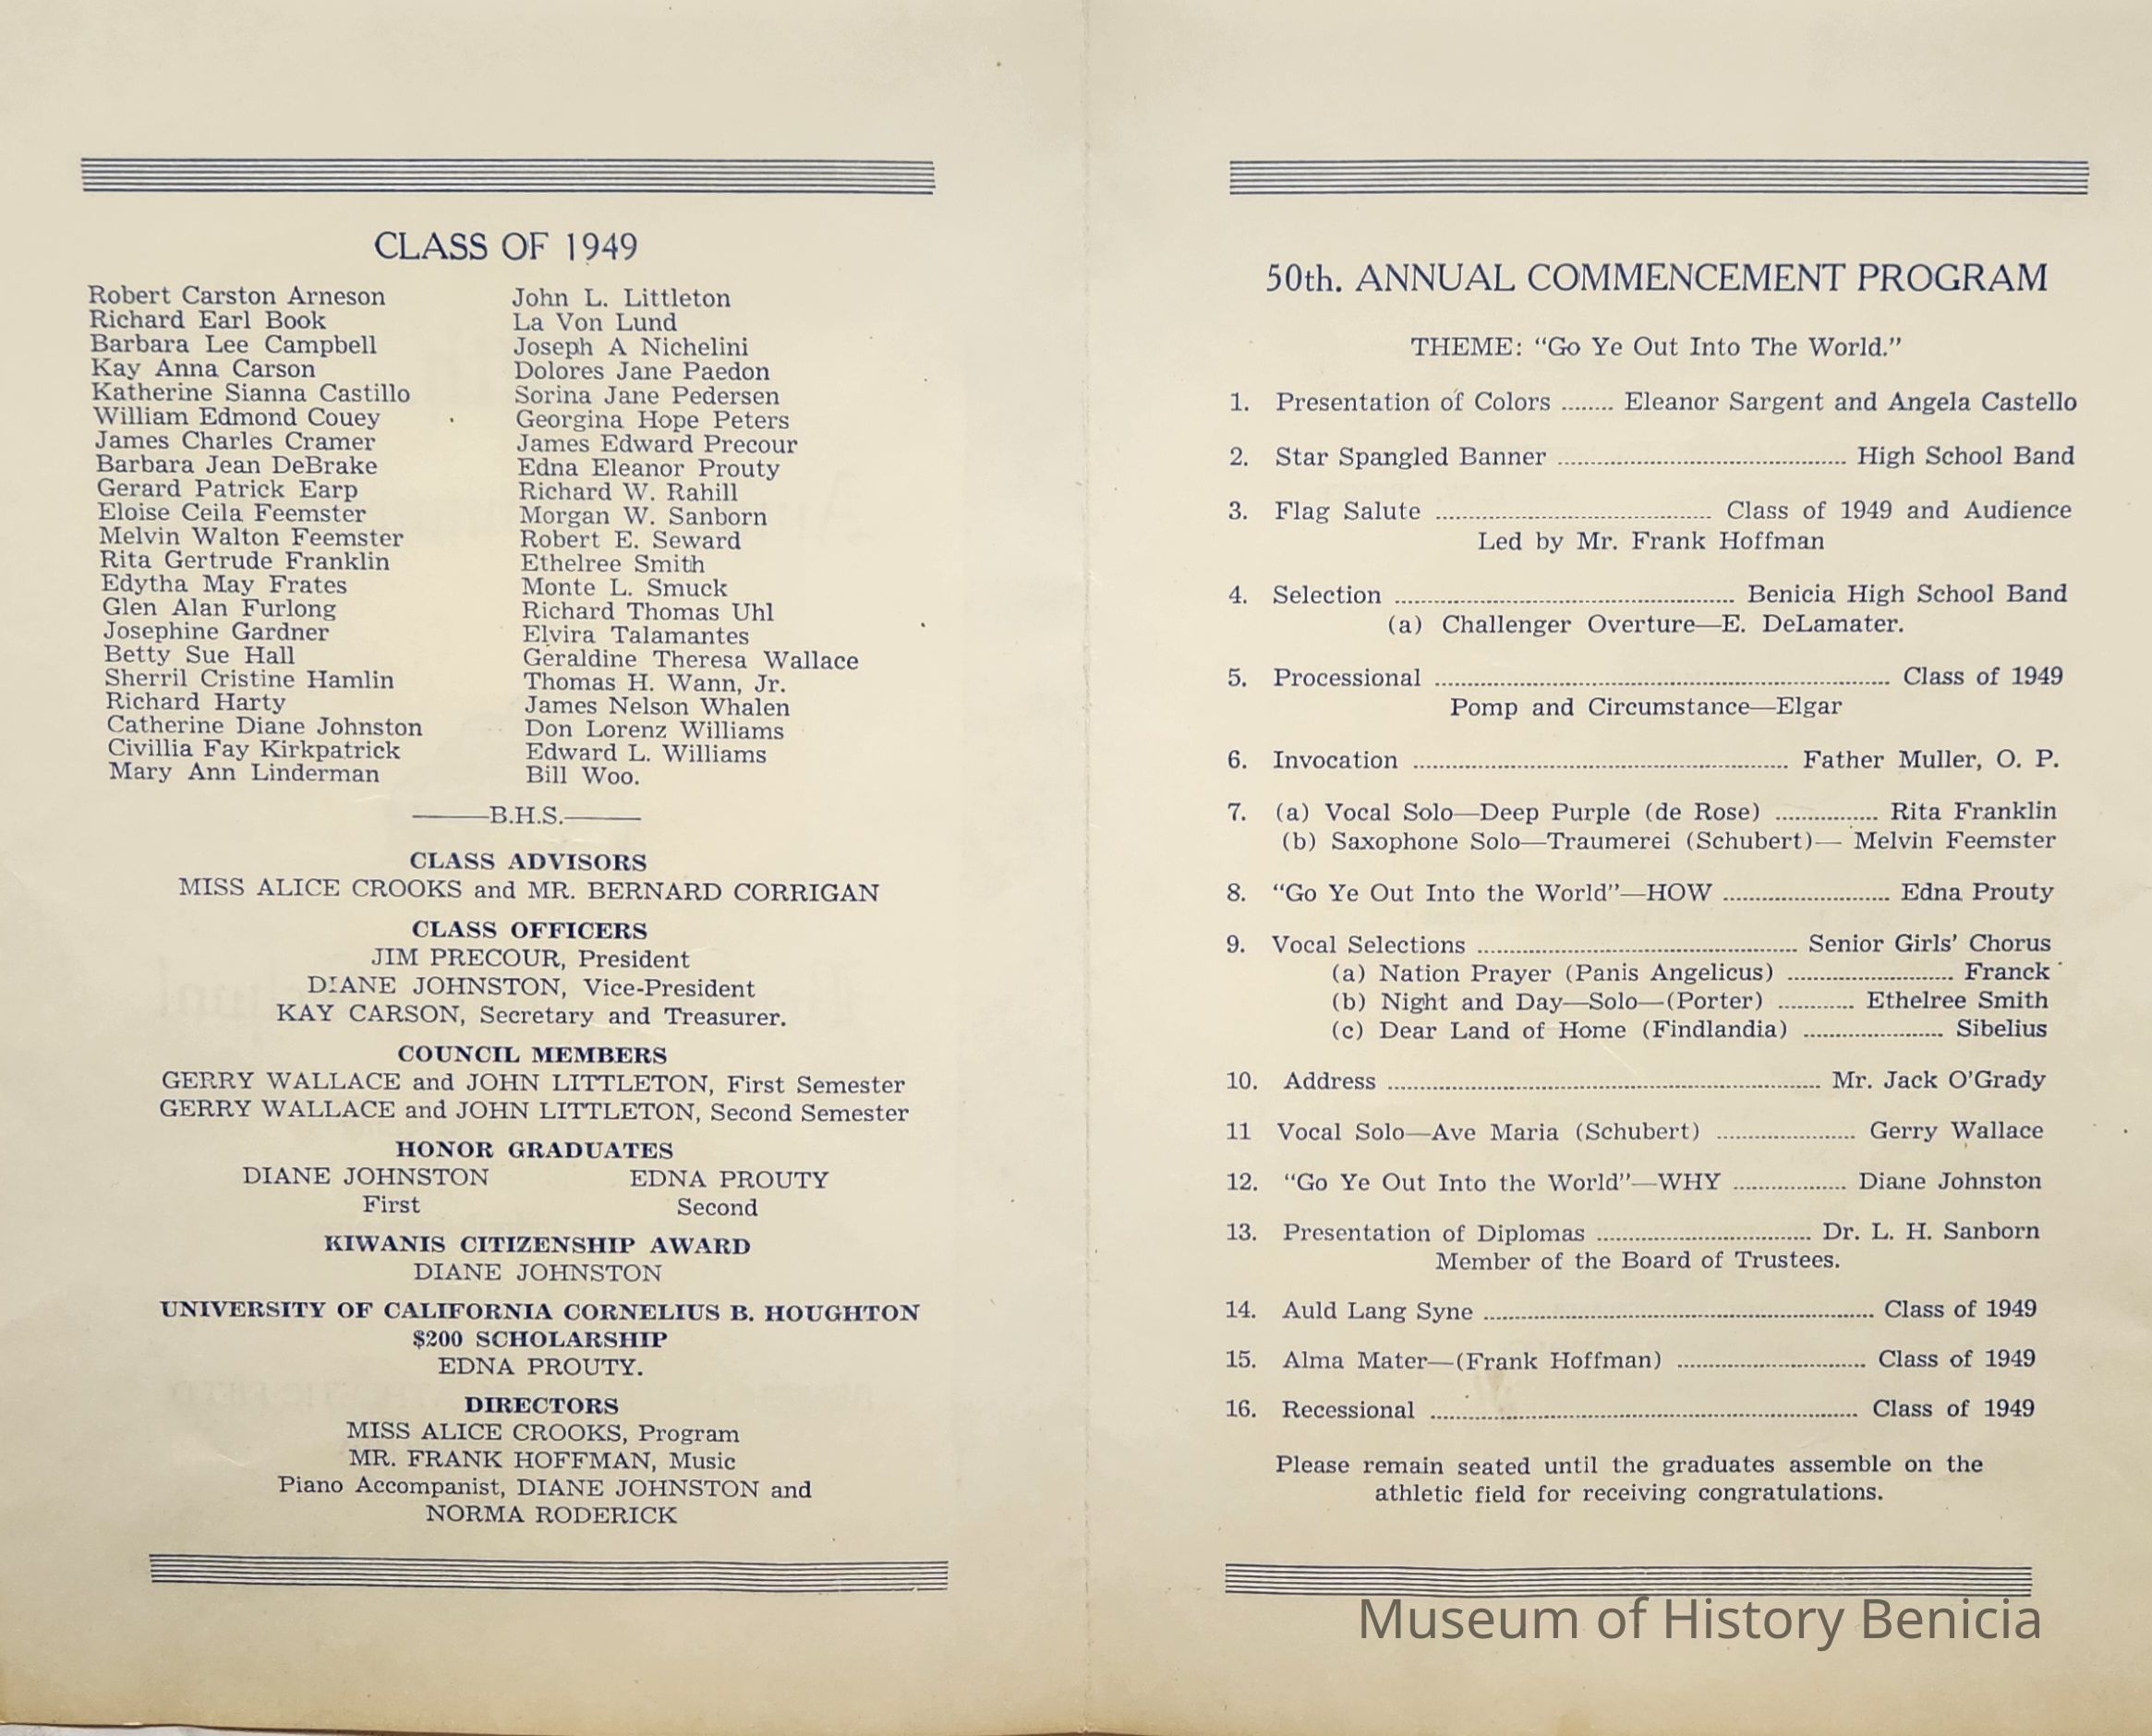 CLASS OF 1949
Robert Carston Arneson
Richard Earl Book
Barbara Lee Campbell
Kay Anna Carson
Katherine Sianna Castillo
William Edmond Couey
James Charles Cramer
Barbara Jean DeBrake
Gerard Patrick Earp
Eloise Ceila Feemster
Melvin Walton Feemster
Rita Gertrude Franklin
Edytha May Frates
Glen Alan Furlong
Josephine Gardner
Betty Sue Hall
Sherril Cristine Hamlin
Richard Harty
Catherine Diane Johnston
Civillia Fay Kirkpatrick
Mary Ann Linderman
John L. Littleton
La Von Lund
Joseph A Nichelini
Dolores Jane Paedon
Sorina Jane Pedersen
Georgina Hope Peters
James Edward Precour
Edna Eleanor Prouty
Richard W. Rahill
Morgan W. Sanborn
Robert E. Seward
Ethelree Smith
Monte L. Smuck
Richard Thomas Uhl
Elvira Talamantes
Geraldine Theresa Wallace
Thomas H. Wann, Jr.
James Nelson Whalen
Don Lorenz Williams
Edward L. Williams
Bill Woo.
———B.H.S.———
CLASS ADVISORS
MISS ALICE CROOKS and MR. BERNARD CORRIGAN
CLASS OFFICERS
JIM PRECOUR, President
DIANE JOHNSTON, Vice-President
KAY CARSON, Secretary and Treasurer.
COUNCIL MEMBERS
GERRY WALLACE and JOHN LITTLETON, First Semester
GERRY WALLACE and JOHN LITTLETON, Second Semester
HONOR GRADUATES
DIANE JOHNSTON EDNA PROUTY
First Second
KIWANIS CITIZENSHIP AWARD
DIANE JOHNSTON
UNIVERSITY OF CALIFORNIA CORNELIUS B. HOUGHTON
$200 SCHOLARSHIP
EDNA PROUTY.
DIRECTORS
MISS ALICE CROOKS, Program
MR. FRANK HOFFMAN, Music
Piano Accompanist, DIANE JOHNSTON and
NORMA RODERICK
50th. ANNUAL COMMENCEMENT PROGRAM
THEME: “Go Ye Out Into The World.”
1. Presentation of Colors ........ Eleanor Sargent and Angela Castello
2. Star Spangled Banner ........ High School Band
3. Flag Salute ........ Class of 1949 and Audience
Led by Mr. Frank Hoffman
4. Selection ........ Benicia High School Band
(a) Challenger Overture—E. DeLamater.
5. Processional ........ Class of 1949
Pomp and Circumstance—Elgar
6. Invocation ........ Father Muller, O. P.
7. (a) Vocal Solo—Deep Purple (de Rose) ........ Rita Franklin
(b) Saxophone Solo—Traumerei (Schubert)— Melvin Feemster
8. “Go Ye Out Into the World”—HOW ........ Edna Prouty
9. Vocal Selections ........ Senior Girls’ Chorus
(a) Nation Prayer (Panis Angelicus) ........ Franck
(b) Night and Day—Solo—(Porter) ........ Ethelree Smith
(c) Dear Land of Home (Findlandia) ........ Sibelius
10. Address ........ Mr. Jack O’Grady
11 Vocal Solo—Ave Maria (Schubert) ........ Gerry Wallace
12. “Go Ye Out Into the World”—WHY ........ Diane Johnston
13. Presentation of Diplomas ........ Dr. L. H. Sanborn
Member of the Board of Trustees.
14. Auld Lang Syne ........ Class of 1949
15. Alma Mater—(Frank Hoffman) ........ Class of 1949
16. Recessional ........ Class of 1949
Please remain seated until the graduates assemble on the
athletic field for receiving congratulations.
Museum of History Benicia